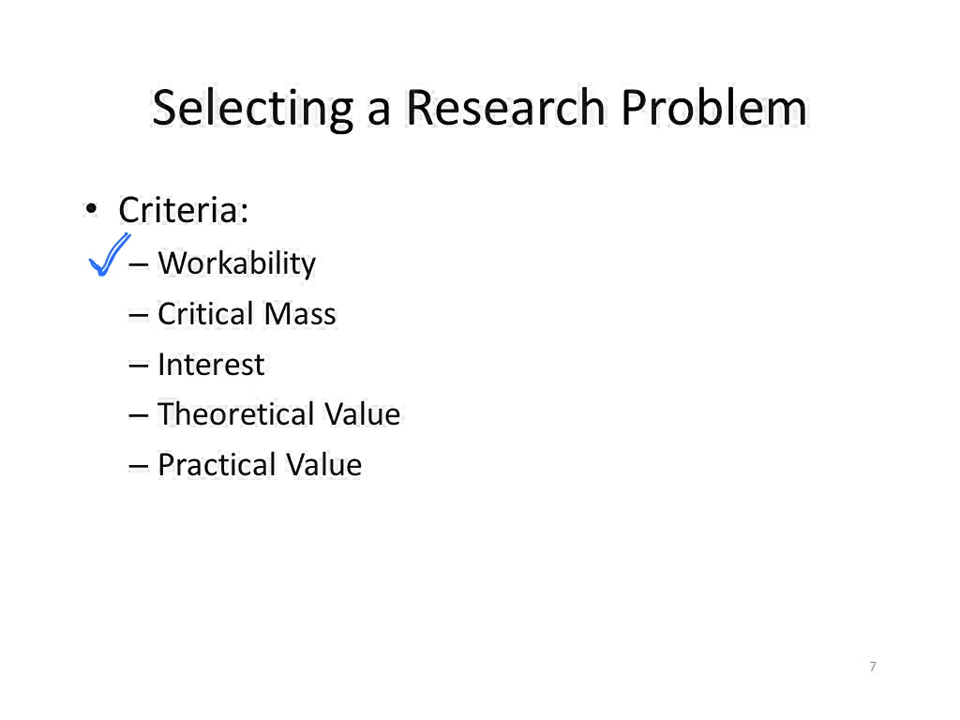 Selecting a Research Problem
• Criteria:
– Workability
– Critical Mass
– Interest
– Theoretical Value
– Practical Value
7